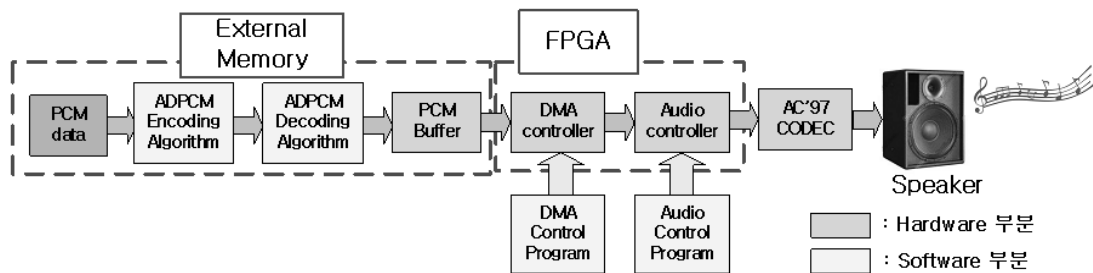 External
Memory
FPGA
PCM
data
ADPCM
Encoding
Algorithm
ADPCM
Decoding
Algorithm
PCM
Buffer
DMA
controller
Audio
controller
AC'97
CODEC
Speaker
DMA
Control
Program
Audio
Control
Program
: Hardware 부분
: Software 부분